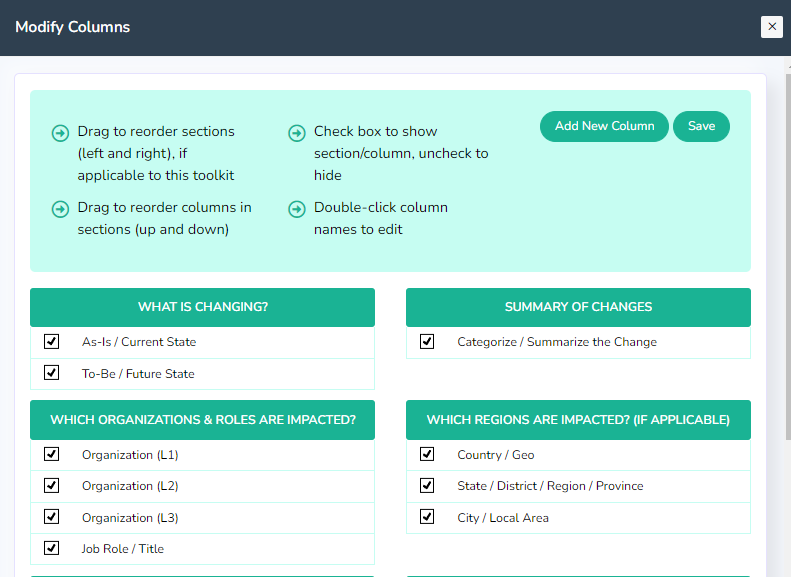 Modify Columns
Drag to reorder sections
(left and right), if
applicable to this toolkit
Check box to show
section/column, uncheck to
hide
Add New Column
Save
Drag to reorder columns in
sections (up and down)
Double-click column
names to edit
WHAT IS CHANGING?
As-Is / Current State
To-Be / Future State
SUMMARY OF CHANGES
Categorize / Summarize the Change
WHICH ORGANIZATIONS & ROLES ARE IMPACTED?
Organization (L1)
Organization (L2)
Organization (L3)
Job Role / Title
WHICH REGIONS ARE IMPACTED? (IF APPLICABLE)
Country / Geo
State / District / Region / Province
City / Local Area